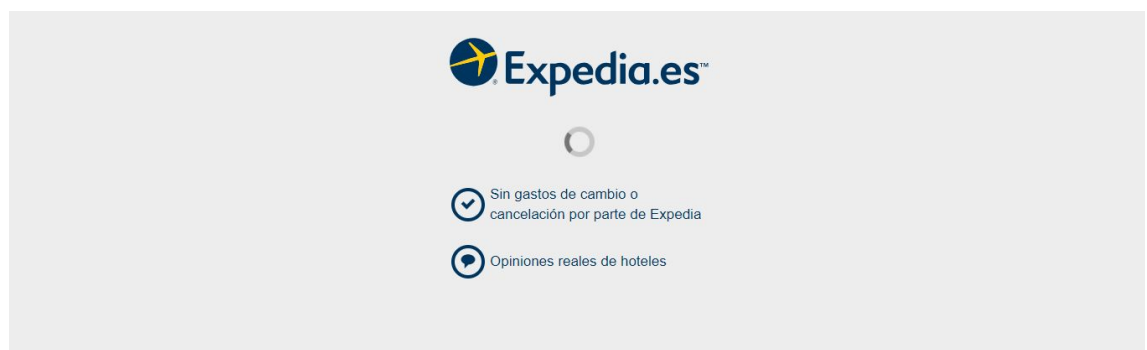 Expedia.es™
Sin gastos de cambio o
cancelación por parte de Expedia
Opiniones reales de hoteles